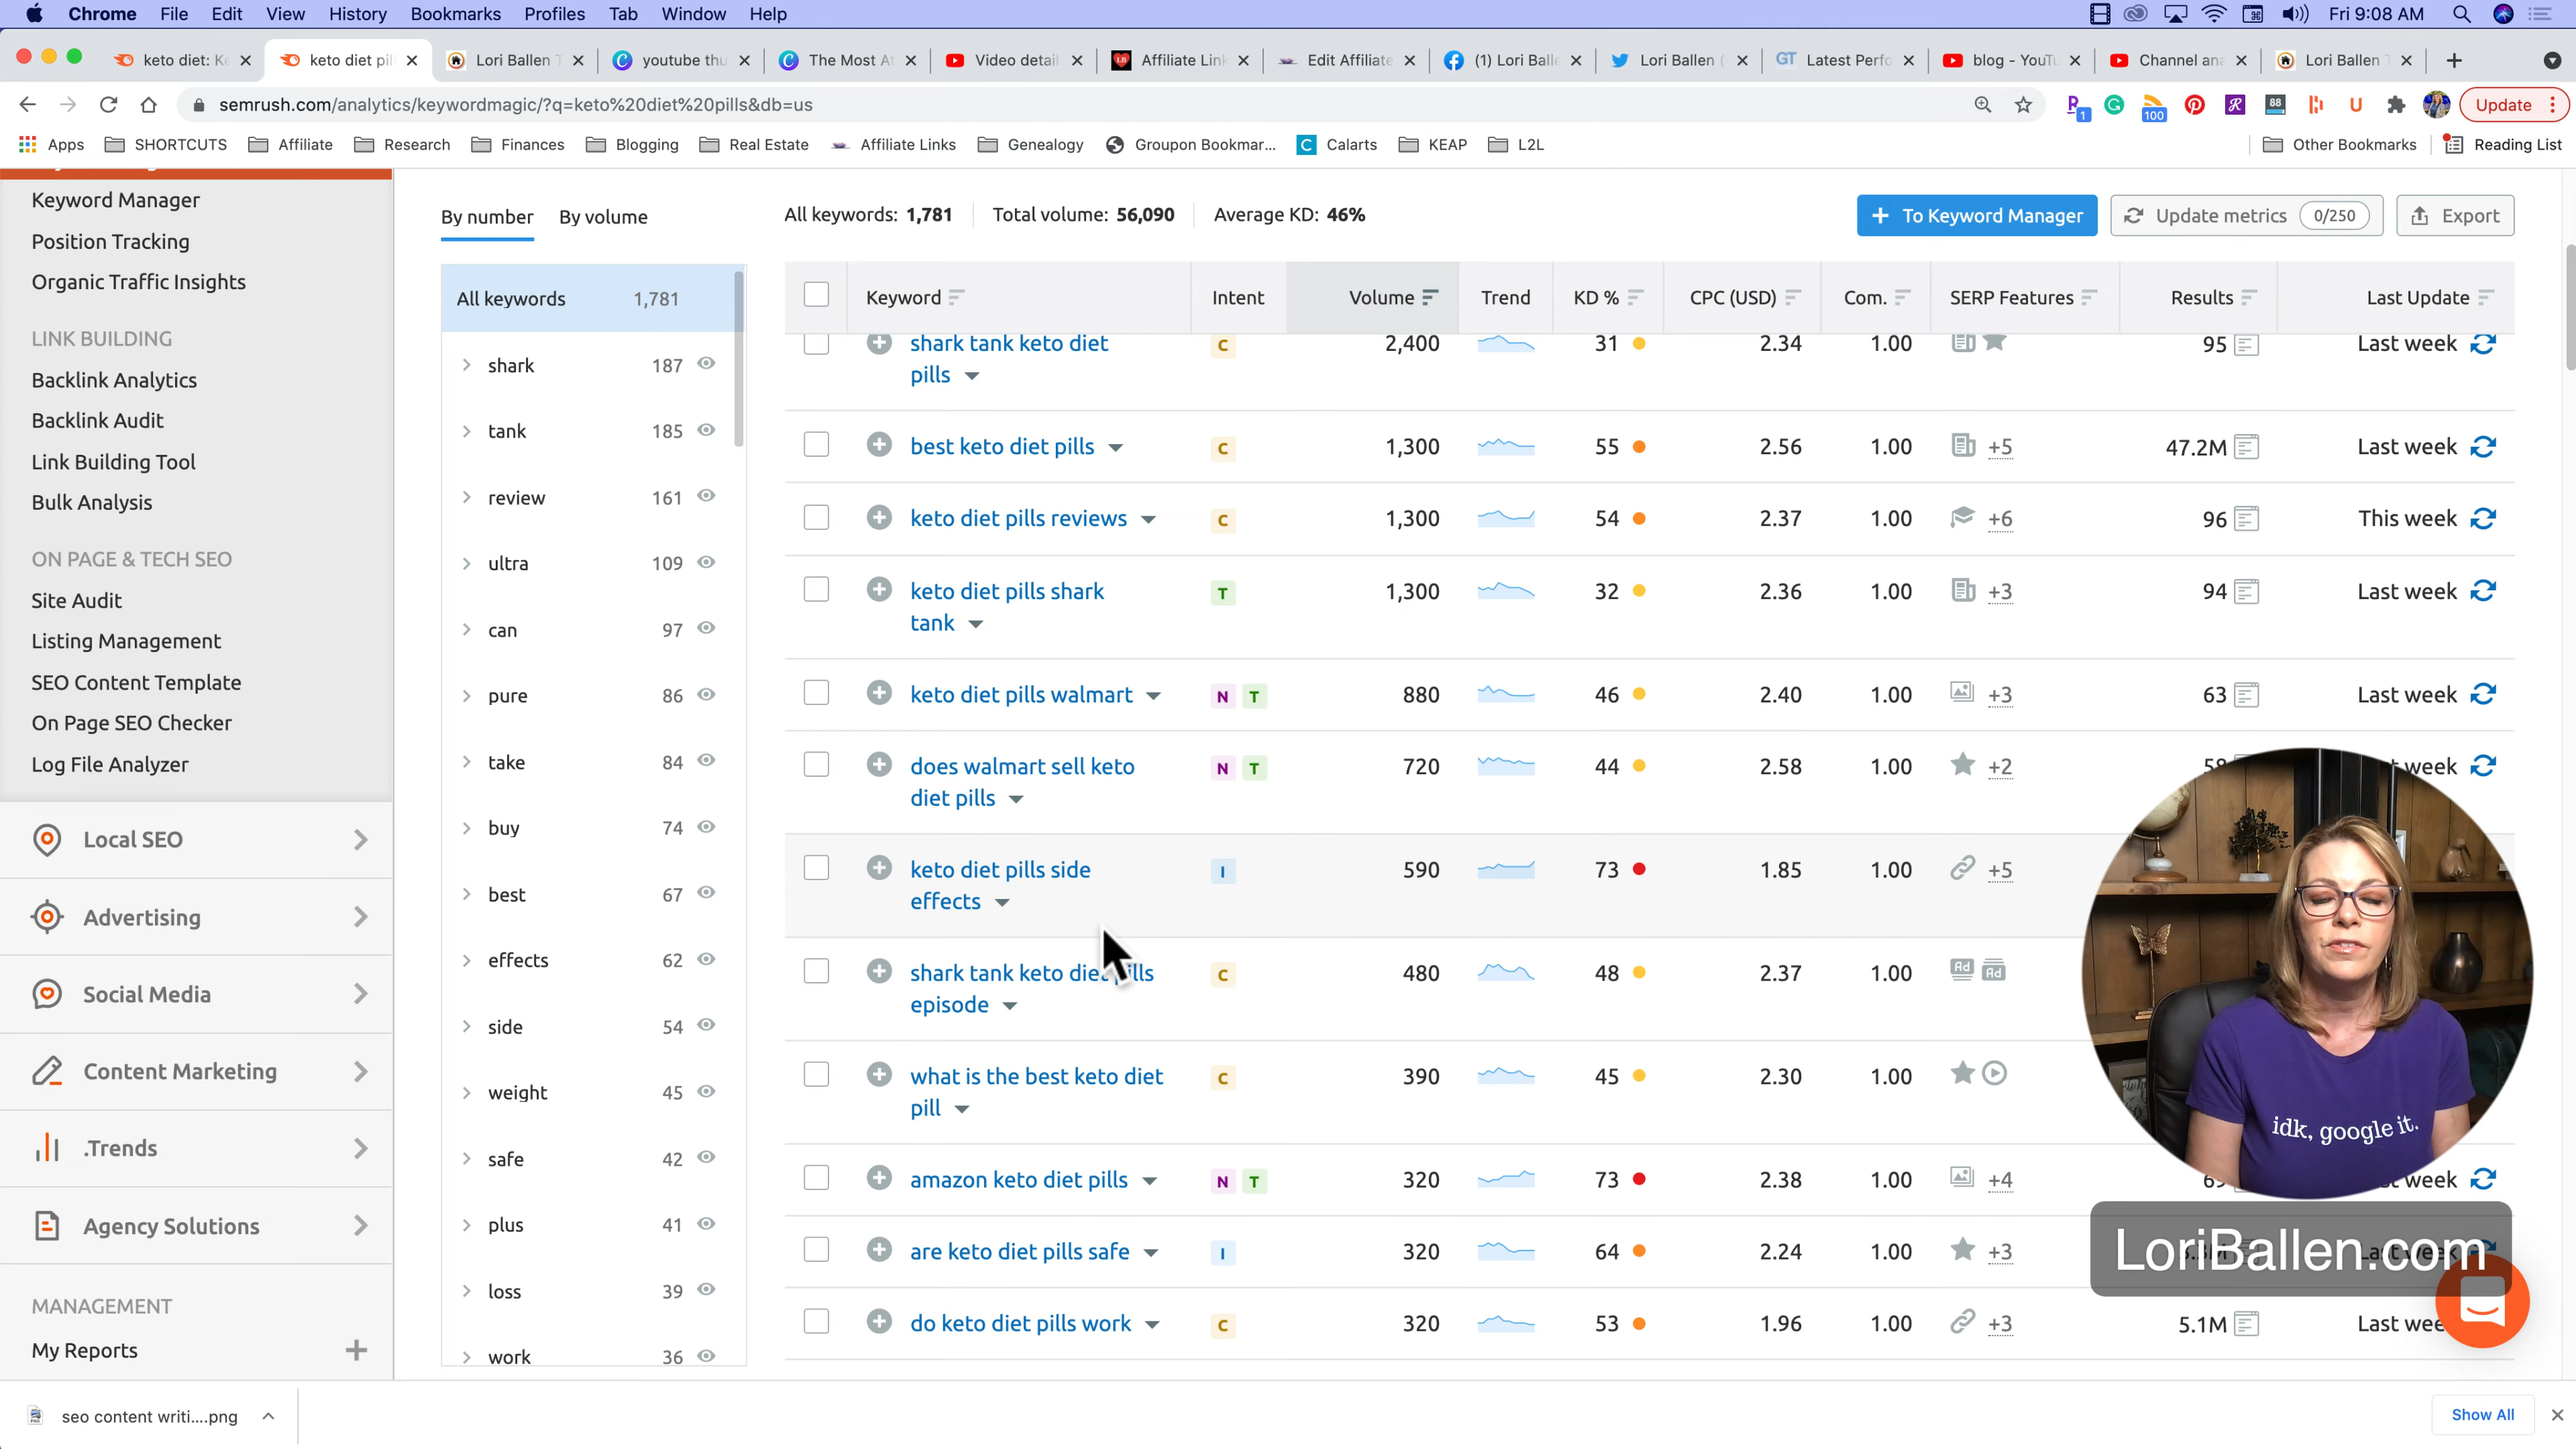 Chrome File Edit View History Bookmarks Profiles Tab Window Help Fri 9:08 AM
keto diet: Ke keto diet pil Lori Ballen T youtube thu The Most A Video detail Affiliate Link Edit Affiliate (1) Lori Balle Lori Ballen ( GT Latest Perfo blog - YouTu Channel ana Lori Ballen T
semrush.com/analytics/keywordmagic/?q=keto%20diet%20pills&db=us 1 100 88 Update
Apps SHORTCUTS Affiliate Research Finances Blogging Real Estate Affiliate Links Genealogy Groupon Bookmar... Calarts KEAP L2L Other Bookmarks Reading List
Keyword Manager
Position Tracking
Organic Traffic Insights
LINK BUILDING
Backlink Analytics
Backlink Audit
Link Building Tool
Bulk Analysis
ON PAGE & TECH SEO
Site Audit
Listing Management
SEO Content Template
On Page SEO Checker
Log File Analyzer
Local SEO
Advertising
Social Media
Content Marketing
.Trends
Agency Solutions
MANAGEMENT
My Reports +
By number By volume
All keywords 1,781
shark 187
tank 185
review 161
ultra 109
can 97
pure 86
take 84
buy 74
best 67
effects 62
side 54
weight 45
safe 42
plus 41
loss 39
work 36
All keywords: 1,781 Total volume: 56,090 Average KD: 46%
+ To Keyword Manager Update metrics 0/250 Export
Keyword Intent Volume Trend KD % CPC (USD) Com. SERP Features Results Last Update
shark tank keto diet C 2,400 31 2.34 1.00 95 Last week
pills
best keto diet pills C 1,300 55 2.56 1.00 +5 47.2M Last week
keto diet pills reviews C 1,300 54 2.37 1.00 +6 96 This week
keto diet pills shark T 1,300 32 2.36 1.00 +3 94 Last week
tank
keto diet pills walmart N T 880 46 2.40 1.00 +3 63 Last week
does walmart sell keto N T 720 44 2.58 1.00 +2 week
diet pills
keto diet pills side I 590 73 1.85 1.00 +5
effects
shark tank keto diet pills C 480 48 2.37 1.00 Ad Ad
episode
what is the best keto diet C 390 45 2.30 1.00
pill
amazon keto diet pills N T 320 73 2.38 1.00 +4 week
are keto diet pills safe I 320 64 2.24 1.00 +3
do keto diet pills work C 320 53 1.96 1.00 +3 5.1M Last wee
idk, google it.
LoriBallen.com
seo content writi....png Show All